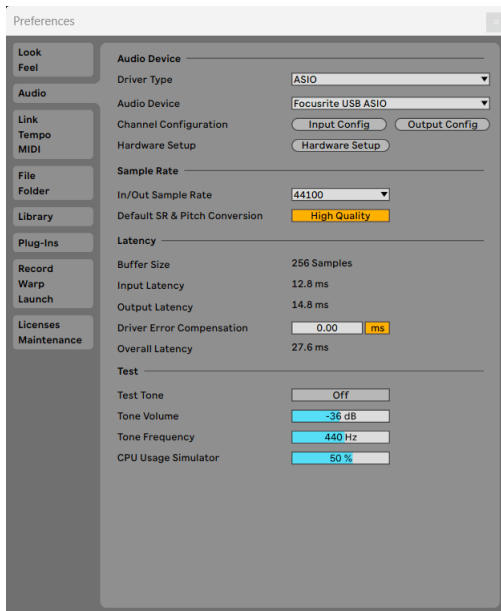 Preferences
Look
Feel
Audio
Link
Tempo
MIDI
File
Folder
Library
Plug-Ins
Record
Warp
Launch
Licenses
Maintenance
Audio Device
Driver Type ASIO
Audio Device Focusrite USB ASIO
Channel Configuration Input Config Output Config
Hardware Setup Hardware Setup
Sample Rate
In/Out Sample Rate 44100
Default SR & Pitch Conversion High Quality
Latency
Buffer Size 256 Samples
Input Latency 12.8 ms
Output Latency 14.8 ms
Driver Error Compensation 0.00 ms
Overall Latency 27.6 ms
Test
Test Tone Off
Tone Volume -36 dB
Tone Frequency 440 Hz
CPU Usage Simulator 50 %